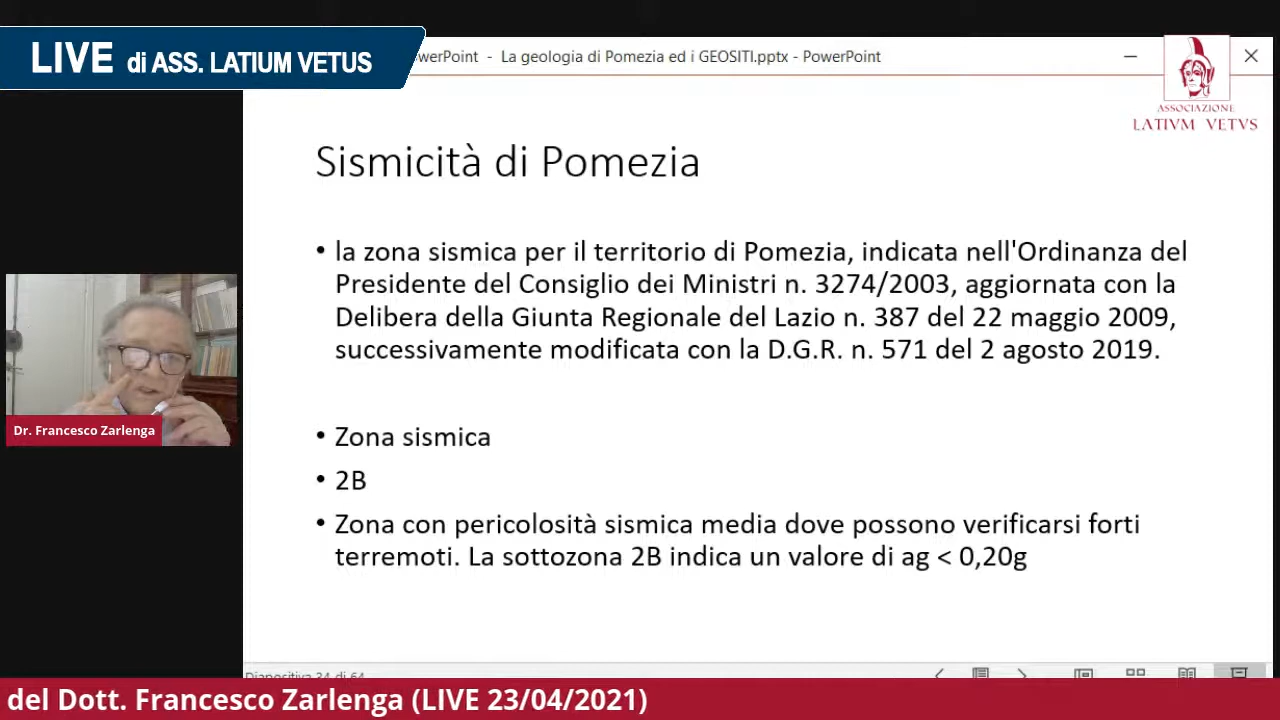 LIVE di ASS. LATIUM VETUS
owerPoint - La geologia di Pomezia ed i GEOSITI.pptx - PowerPoint
ASSOCIAZIONE
LATIVM VETVS
Sismicità di Pomezia
• la zona sismica per il territorio di Pomezia, indicata nell'Ordinanza del
Presidente del Consiglio dei Ministri n. 3274/2003, aggiornata con la
Delibera della Giunta Regionale del Lazio n. 387 del 22 maggio 2009,
successivamente modificata con la D.G.R. n. 571 del 2 agosto 2019.
• Zona sismica
• 2B
• Zona con pericolosità sismica media dove possono verificarsi forti
terremoti. La sottozona 2B indica un valore di ag < 0,20g
Dr. Francesco Zarlenga
Diapositiva 34 di 64
del Dott. Francesco Zarlenga (LIVE 23/04/2021)